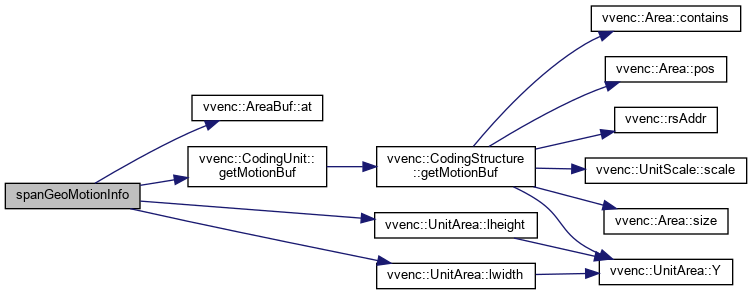 spanGeoMotionInfo
vvenc::AreaBuf::at
vvenc::CodingUnit::
getMotionBuf
vvenc::UnitArea::lheight
vvenc::UnitArea::lwidth
vvenc::CodingStructure
::getMotionBuf
vvenc::Area::contains
vvenc::Area::pos
vvenc::rsAddr
vvenc::UnitScale::scale
vvenc::Area::size
vvenc::UnitArea::Y